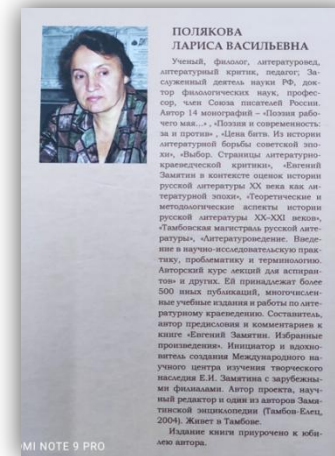 ПОЛЯКОВА
ЛАРИСА ВАСИЛЬЕВНА
Ученый, филолог, литературовед,
литературный критик, педагог; За-
служенный деятель науки РФ, док-
тор филологических наук, профес-
сор, член Союза писателей России.
Автор 14 монографий – «Поэзия рабо-
чего мая...» , «Поэзия и современность:
за и против» , «Цена битв. Из истории
литературной борьбы советской эпо-
хи», «Выбор. Страницы литературно-
краеведческой критики», «Евгений
Замятин в контексте оценок истории
русской литературы XX века как ли-
тературной эпохи», «Теоретические и
методологические аспекты истории
русской литературы XX–XXI веков»,
«Тамбовская магистраль русской лите-
ратуры», «Литературоведение. Введе-
ние в научно-исследовательскую прак-
тику, проблематику и терминологию.
Авторский курс лекций для аспиран-
тов» и других. Ей принадлежат более
500 иных публикаций, многочислен-
ные учебные издания и работы по лите-
ратурному краеведению. Составитель,
автор предисловия и комментариев к
книге «Евгений Замятин. Избранные
произведения». Инициатор и вдохно-
витель создания Международного на-
учного центра изучения творческого
наследия Е.И. Замятина с зарубежны-
ми филиалами. Автор проекта, науч-
ный редактор и один из авторов Замя-
тинской энциклопедии (Тамбов-Елец,
2004). Живет в Тамбове.
Издание книги приурочено к юби-
лею автора.
OMI NOTE 9 PRO